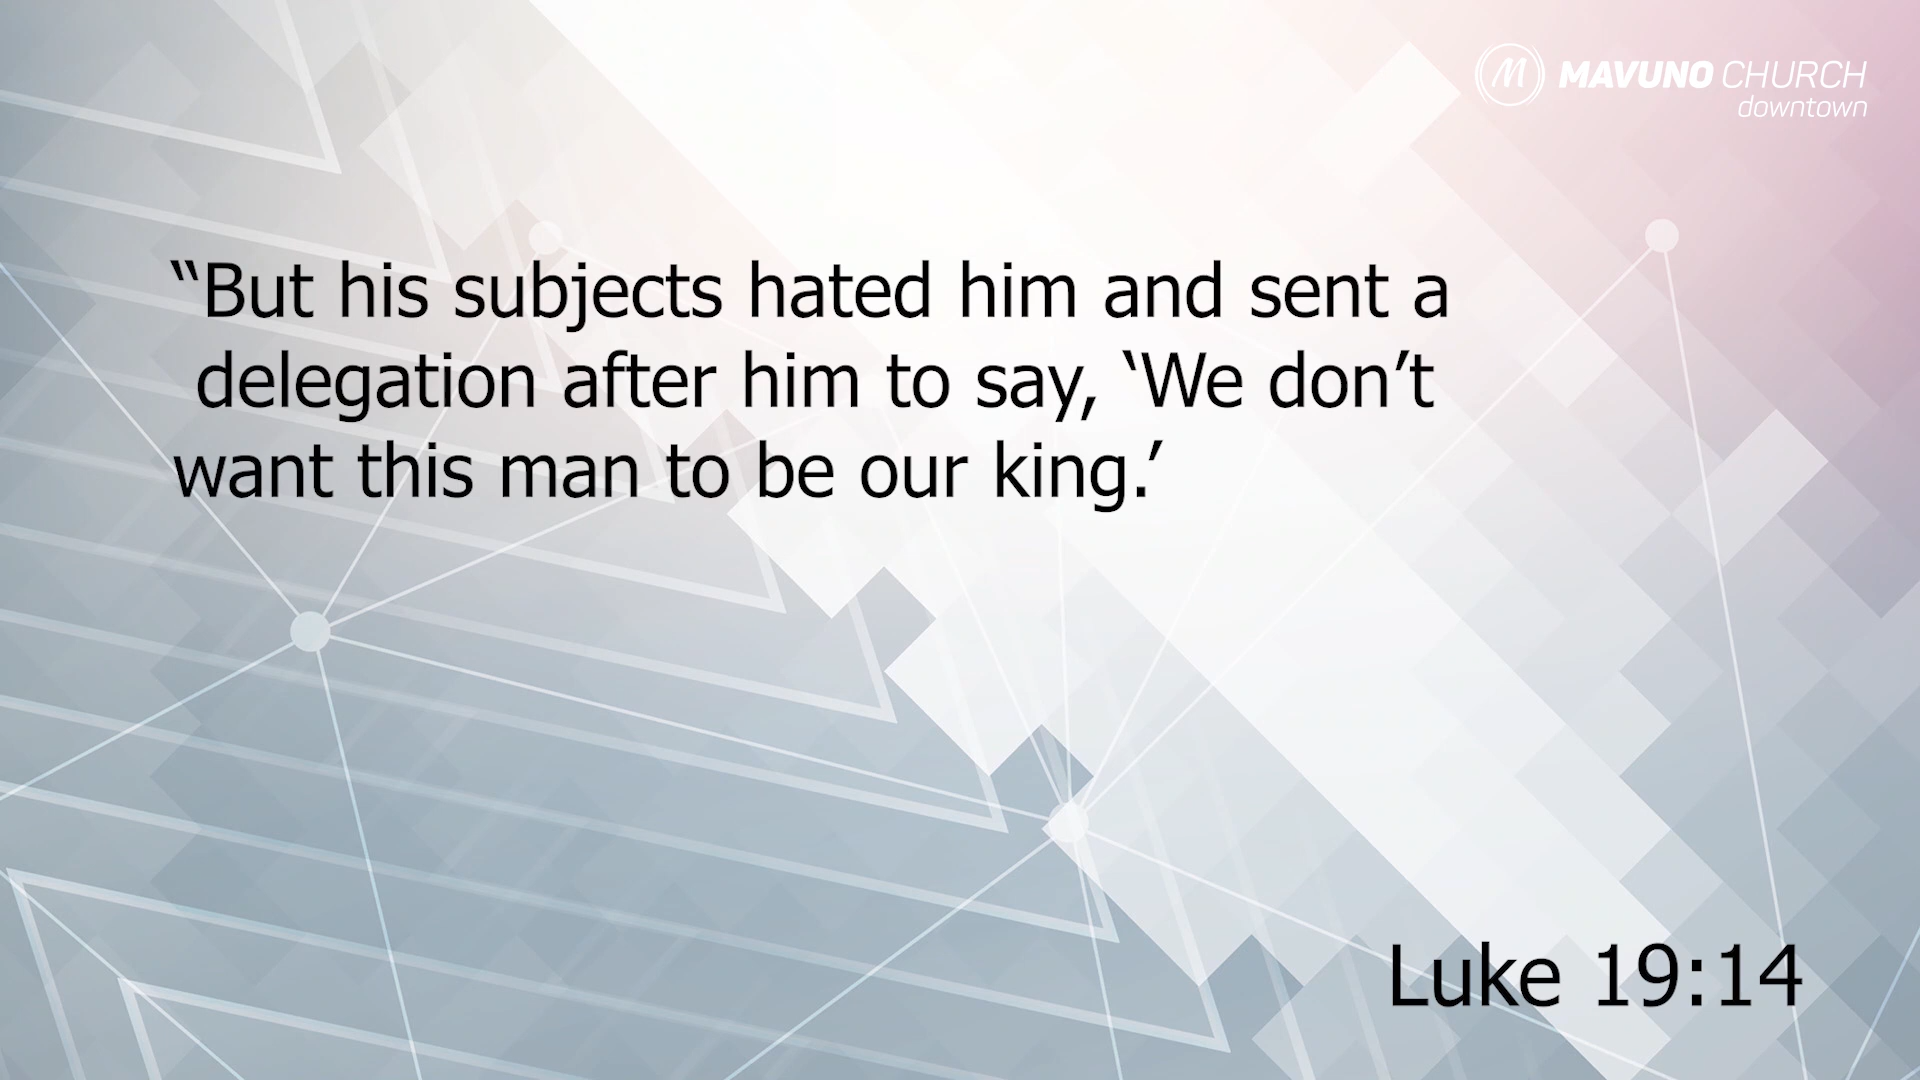 MAVUNO CHURCH
downtown
“But his subjects hated him and sent a
delegation after him to say, ‘We don’t
want this man to be our king.’
Luke 19:14